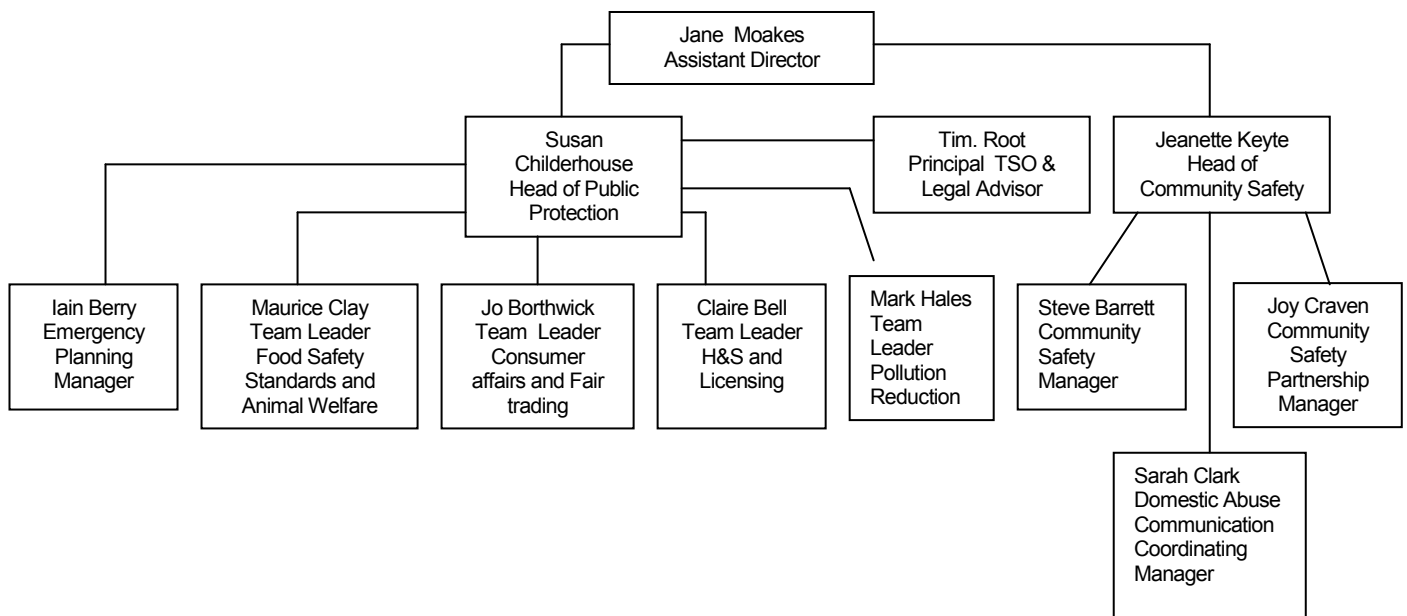 Jane Moakes
Assistant Director
Susan
Childerhouse
Head of Public
Protection
Tim. Root
Principal TSO &
Legal Advisor
Jeanette Keyte
Head of
Community Safety
Iain Berry
Emergency
Planning
Manager
Maurice Clay
Team Leader
Food Safety
Standards and
Animal Welfare
Jo Borthwick
Team Leader
Consumer
affairs and Fair
trading
Claire Bell
Team Leader
H&S and
Licensing
Mark Hales
Team
Leader
Pollution
Reduction
Steve Barrett
Community
Safety
Manager
Joy Craven
Community
Safety
Partnership
Manager
Sarah Clark
Domestic Abuse
Communication
Coordinating
Manager